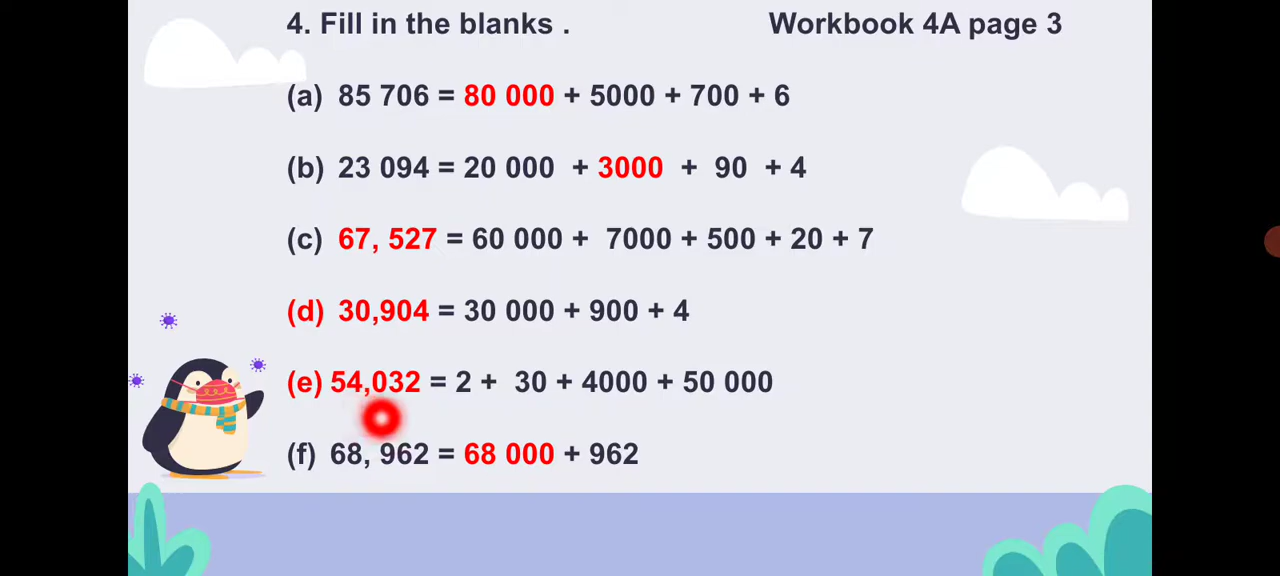 4. Fill in the blanks . Workbook 4A page 3
(a) 85 706 = 80 000 + 5000 + 700 + 6
(b) 23 094 = 20 000 + 3000 + 90 + 4
(c) 67, 527 = 60 000 + 7000 + 500 + 20 + 7
(d) 30,904 = 30 000 + 900 + 4
(e) 54,032 = 2 + 30 + 4000 + 50 000
(f) 68, 962 = 68 000 + 962